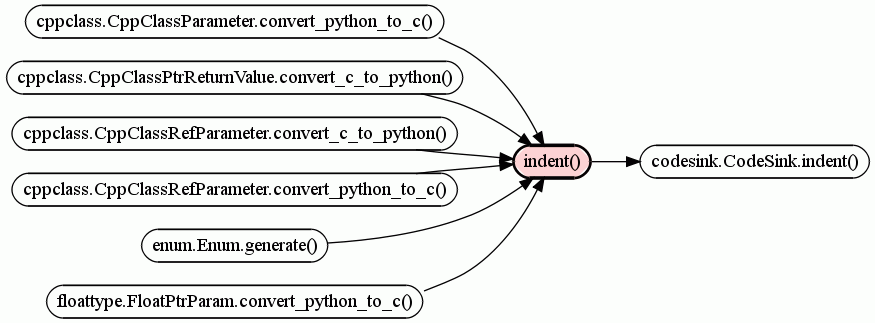 cppclass.CppClassParameter.convert_python_to_c()
cppclass.CppClassPtrReturnValue.convert_c_to_python()
cppclass.CppClassRefParameter.convert_c_to_python()
indent()
codesink.CodeSink.indent()
cppclass.CppClassRefParameter.convert_python_to_c()
enum.Enum.generate()
floattype.FloatPtrParam.convert_python_to_c()